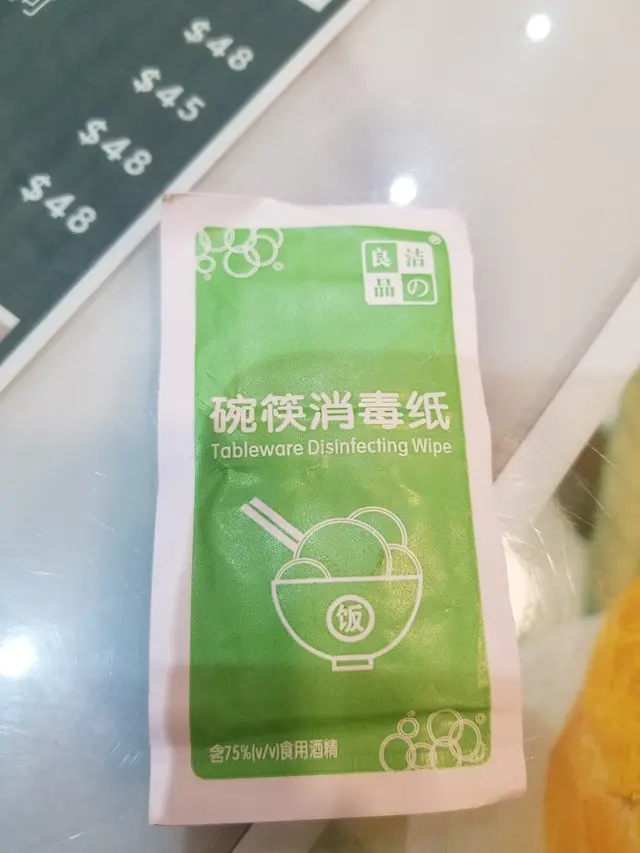 $48
$45
$48
$48
良洁
品の
®
碗筷消毒纸
Tableware Disinfecting Wipe
饭
含75%(v/v)食用酒精